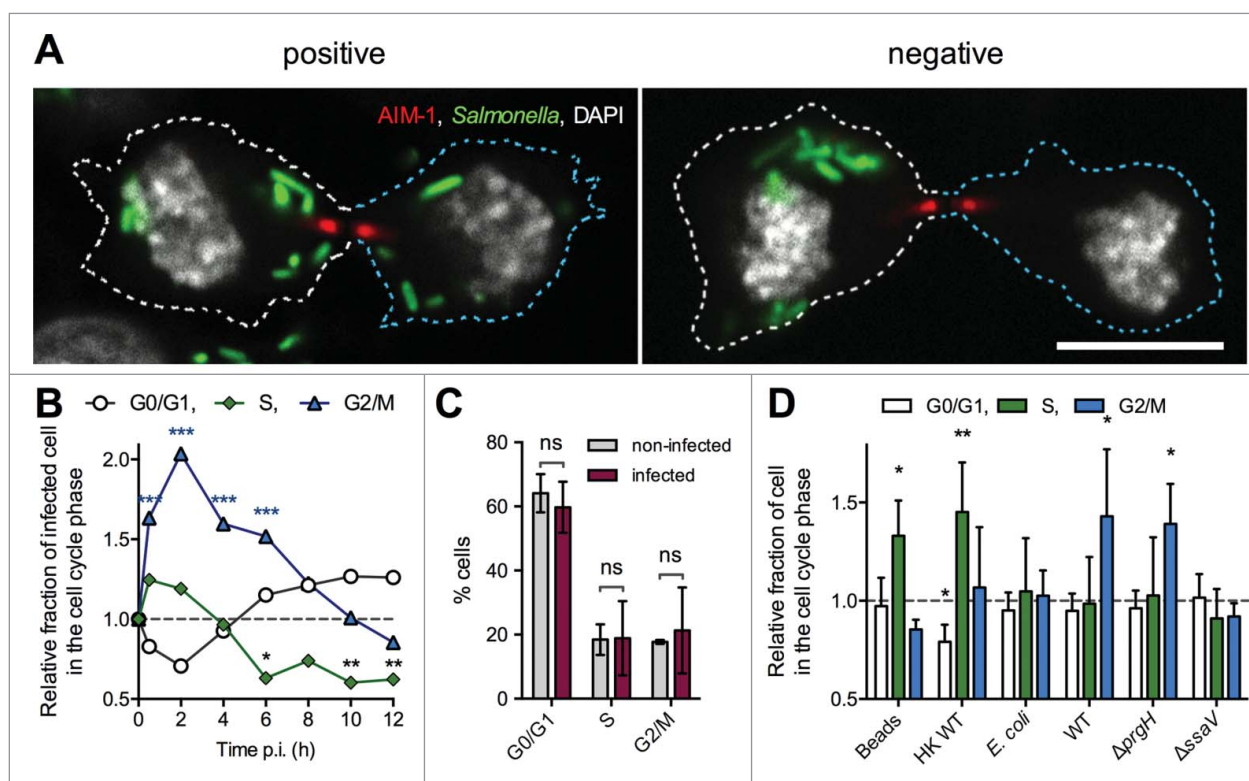 A
positive
negative
AIM-1, Salmonella, DAPI
B
G0/G1, S, G2/M
Relative fraction of infected cell
in the cell cycle phase
2.0
1.5
1.0
0.5
***
***
***
***
*
**
**
0 2 4 6 8 10 12
Time p.i. (h)
C
% cells
80
60
40
20
0
non-infected
infected
ns
ns
ns
G0/G1
S
G2/M
D
G0/G1, S, G2/M
Relative fraction of cell
in the cell cycle phase
1.5
1.0
0.5
*
*
**
*
*
Beads
HK WT
E. coli
WT
ΔprgH
ΔssaV